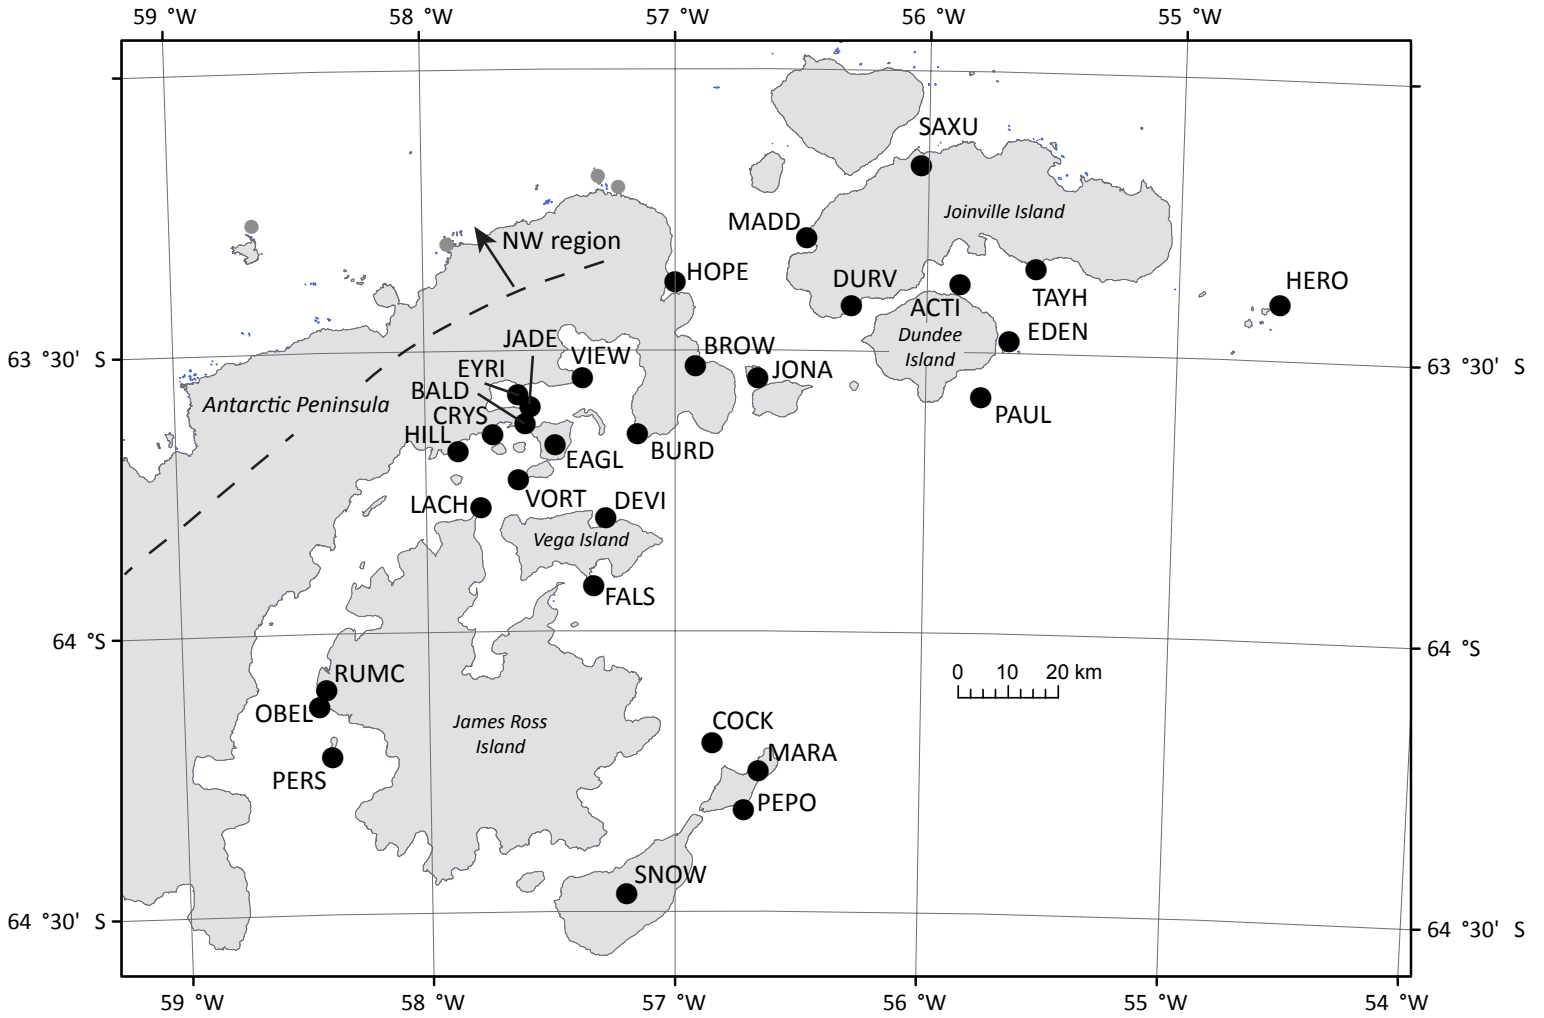 59 °W 58 °W 57 °W 56 °W 55 °W
SAXU
Joinville Island
MADD
NW region
HOPE
DURV
HERO
TAYH
ACTI
EDEN
Dundee
Island
JADE
BROW
VIEW
63 °30' S
63 °30' S
EYRI
JONA
BALD
Antarctic Peninsula
CRYS
PAUL
HILL
BURD
EAGL
VORT
DEVI
LACH
Vega Island
FALS
64 °S
64 °S
0 10 20 km
RUMC
OBEL
James Ross
Island
COCK
MARA
PERS
PEPO
SNOW
64 °30' S
64 °30' S
59 °W 58 °W 57 °W 56 °W 55 °W 54 °W